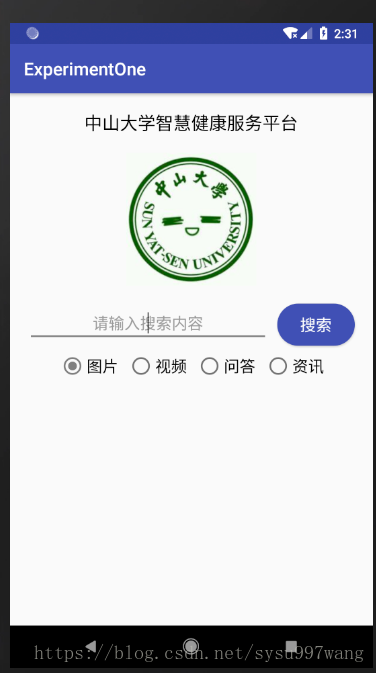 2:31
ExperimentOne
中山大学智慧健康服务平台
中山大學
SUN YAT-SEN UNIVERSITY
请输入搜索内容
搜索
图片 视频 问答 资讯
https://blog.csdn.net/sysu997wang